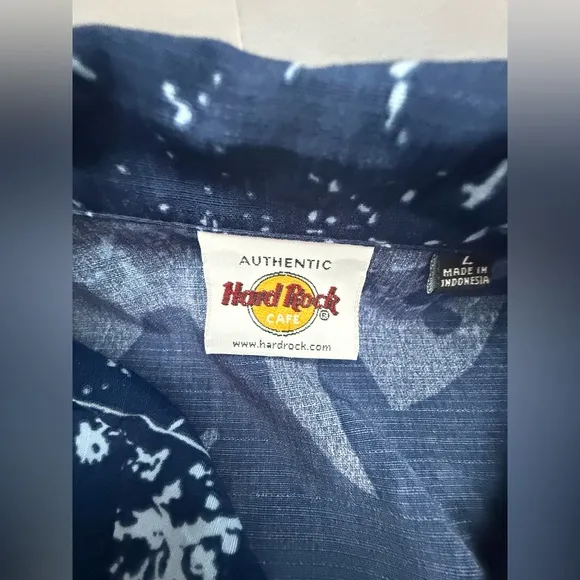 AUTHENTIC
Hard Rock
CAFE
®
www.hardrock.com
L
MADE IN
INDONESIA